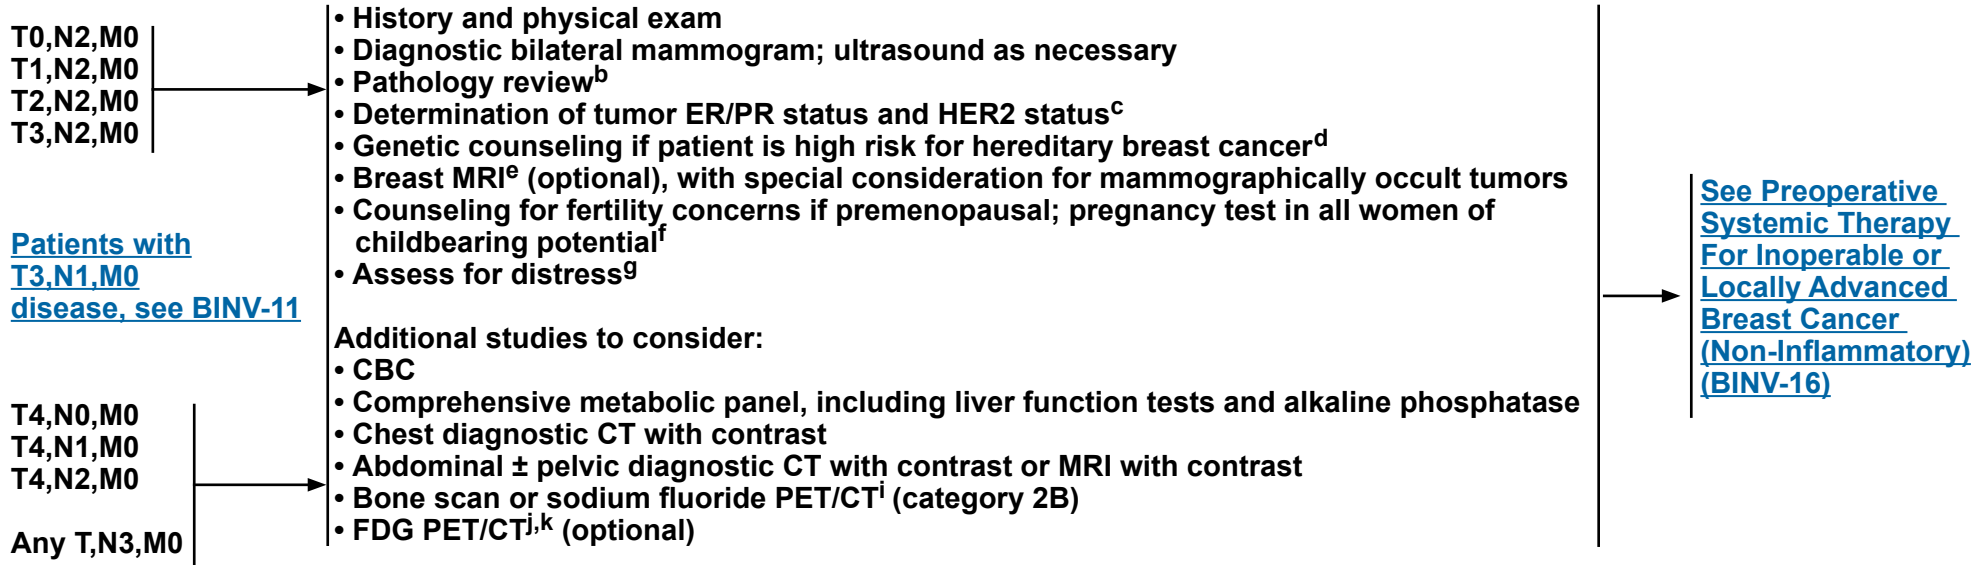 T0,N2,M0
T1,N2,M0
T2,N2,M0
T3,N2,M0
Patients with
T3,N1,M0
disease, see BINV-11
T4,N0,M0
T4,N1,M0
T4,N2,M0
Any T,N3,M0
• History and physical exam
• Diagnostic bilateral mammogram; ultrasound as necessary
• Pathology reviewb
• Determination of tumor ER/PR status and HER2 statusc
• Genetic counseling if patient is high risk for hereditary breast cancerd
• Breast MRIe (optional), with special consideration for mammographically occult tumors
• Counseling for fertility concerns if premenopausal; pregnancy test in all women of
childbearing potentialf
• Assess for distressg
Additional studies to consider:
• CBC
• Comprehensive metabolic panel, including liver function tests and alkaline phosphatase
• Chest diagnostic CT with contrast
• Abdominal ± pelvic diagnostic CT with contrast or MRI with contrast
• Bone scan or sodium fluoride PET/CTi (category 2B)
• FDG PET/CTj,k (optional)
See Preoperative
Systemic Therapy
For Inoperable or
Locally Advanced
Breast Cancer
(Non-Inflammatory)
(BINV-16)